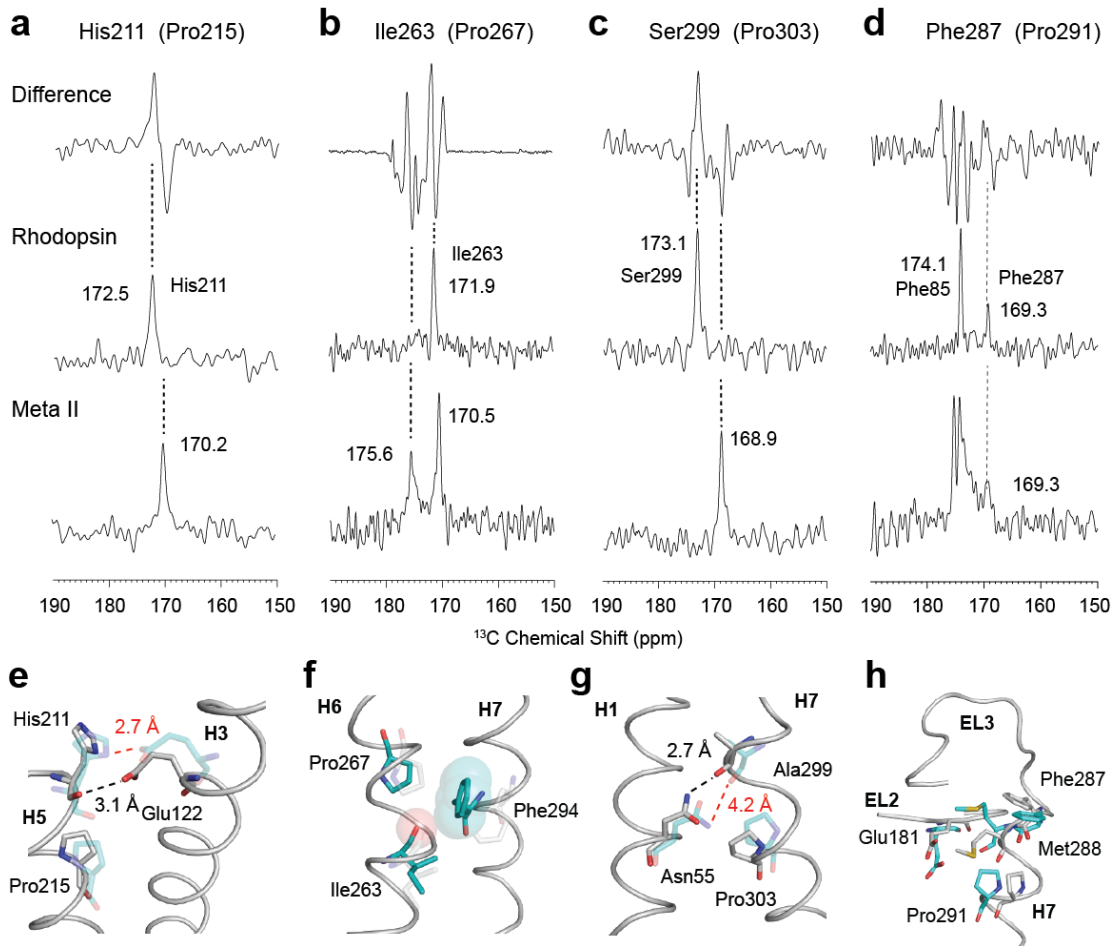 a His211 (Pro215) b Ile263 (Pro267) c Ser299 (Pro303) d Phe287 (Pro291)
Difference
Rhodopsin
172.5 His211
Ile263
171.9
173.1
Ser299
174.1
Phe85
Phe287
169.3
Meta II
170.2
175.6
170.5
168.9
169.3
190 180 170 160 150 190 180 170 160 150 190 180 170 160 150 190 180 170 160 150
¹³C Chemical Shift (ppm)
e f g h
His211
2.7 Å
H3
H5
3.1 Å
Glu122
Pro215
H6
H7
Pro267
Phe294
Ile263
H1
H7
2.7 Å
Ala299
4.2 Å
Asn55
Pro303
EL3
EL2
Phe287
Glu181
Met288
Pro291
H7